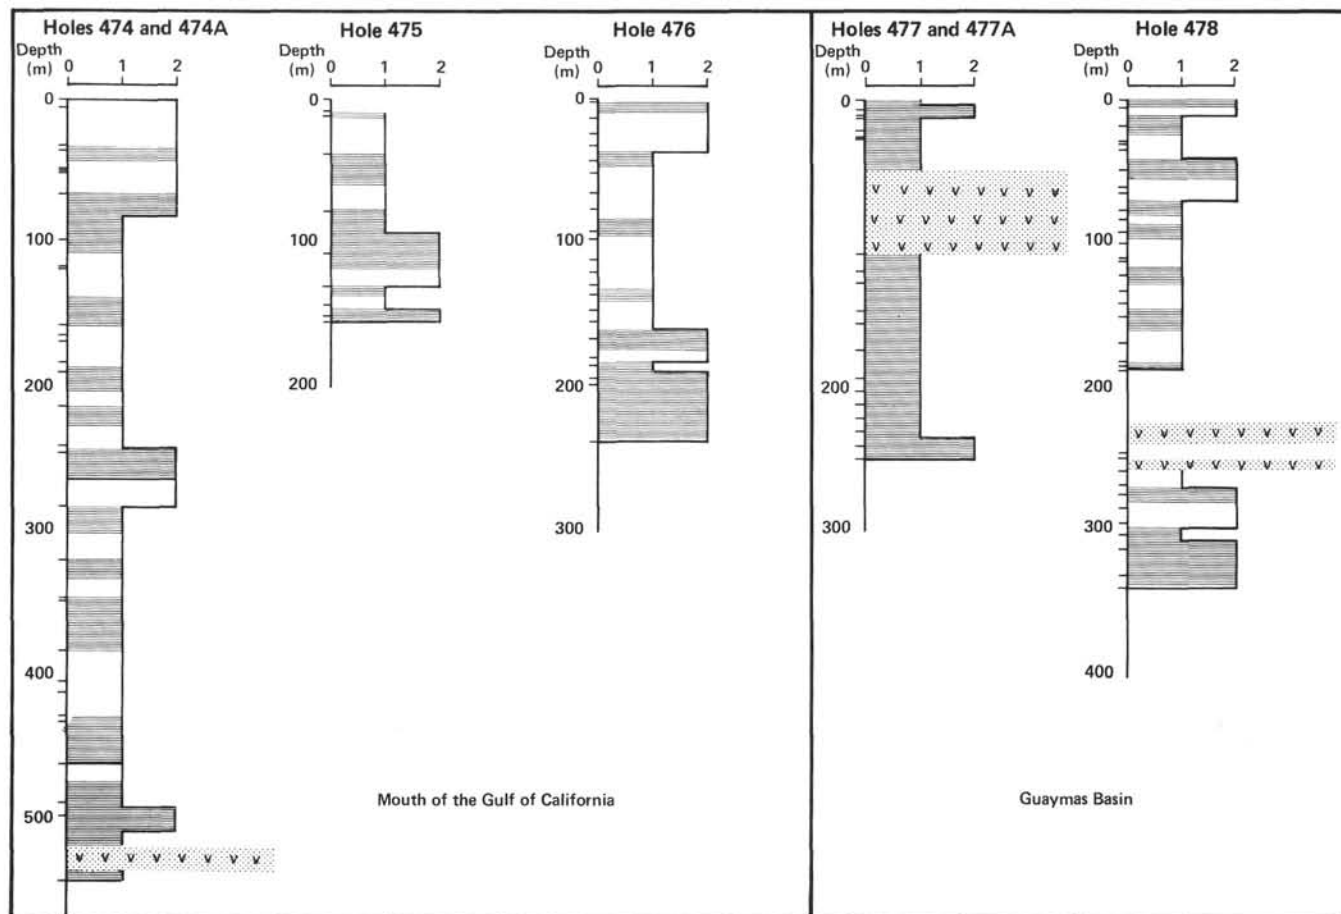 Holes 474 and 474A
Depth
(m)
0 1 2
0
100
200
300
400
500
v v v v v v v v
Hole 475
0 1 2
0
100
200
Hole 476
0 1 2
0
100
200
300
Mouth of the Gulf of California
Holes 477 and 477A
Depth
(m)
0 1 2
0
v v v v v v v
100
v v v v v v v
v v v v v v v
200
300
Hole 478
0 1 2
0
100
200
v v v v v v v v
v v v v v v v v
300
400
Guaymas Basin